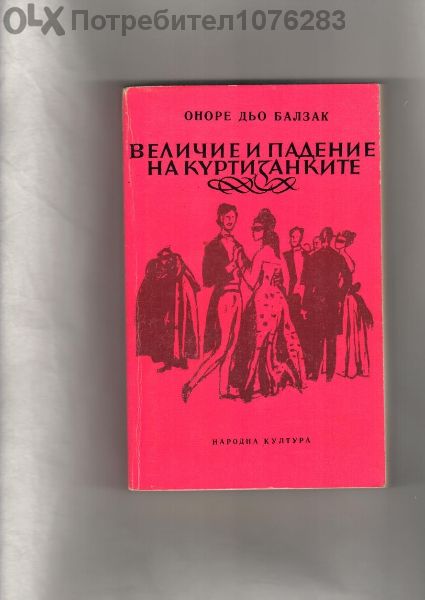 OLX Потребител1076283
ОНОРЕ ДЬО БАЛЗАК
ВЕЛИЧИЕ И ПАДЕНИЕ
НА КУРТИЗАНКИТЕ
НАРОДНА КУЛТУРА